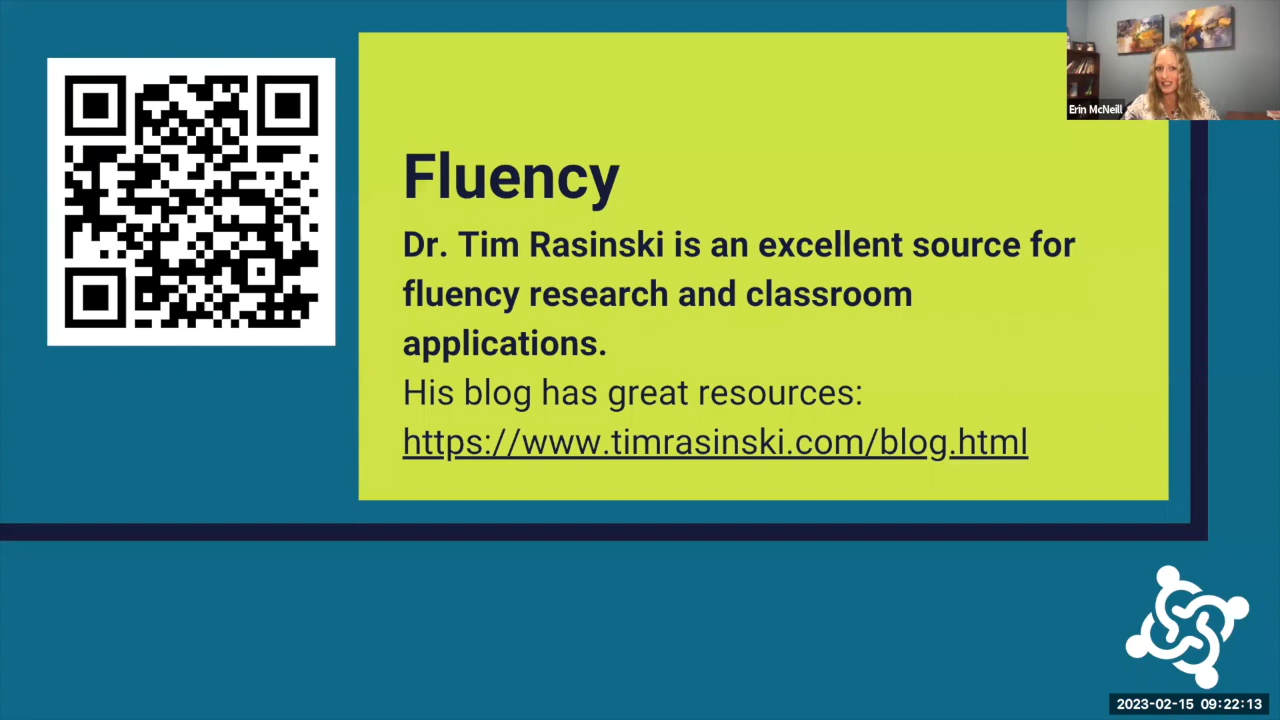 Erin McNeill
Fluency
Dr. Tim Rasinski is an excellent source for
fluency research and classroom
applications.
His blog has great resources:
https://www.timrasinski.com/blog.html
2023-02-15 09:22:13